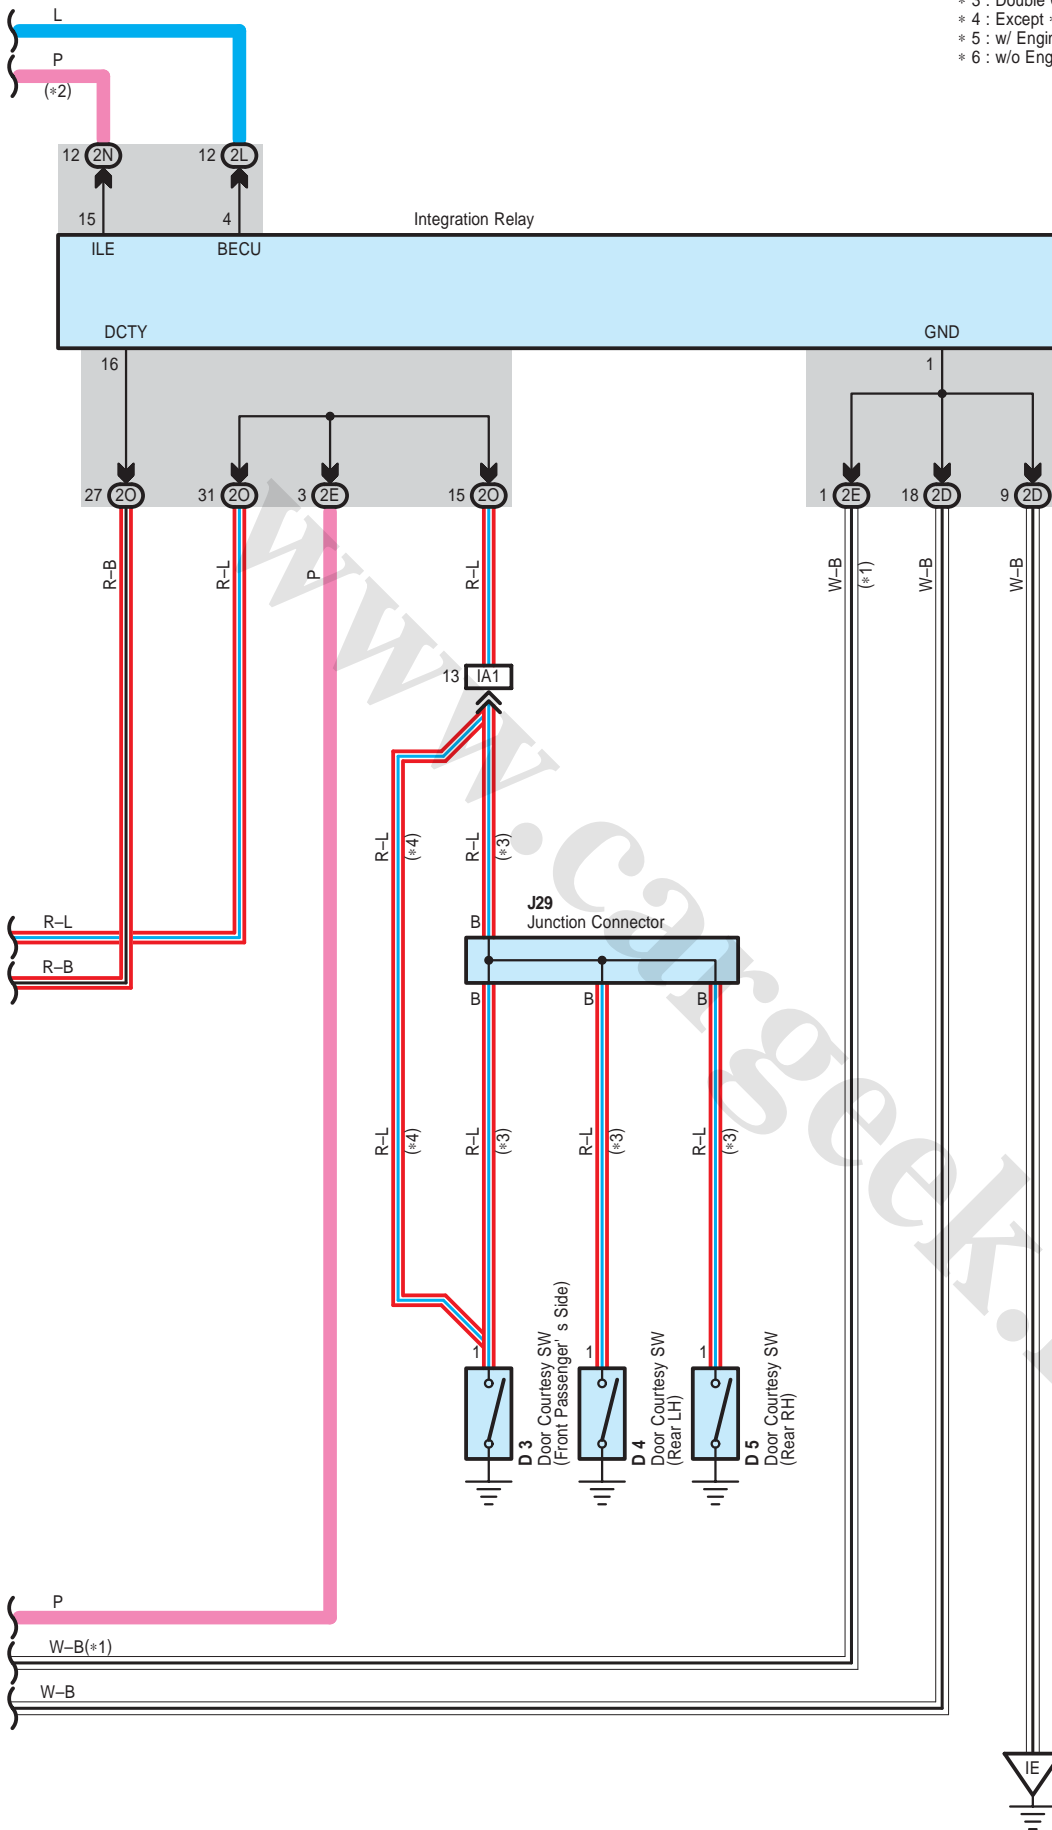 L
* 3 : Double
* 4 : Except *
P
* 5 : w/
(*2)
* 6 : w/o
12 2N
12 2L
15
4
Integration Relay
ILE
BECU
DCTY
GND
16
1
27 2O
31 2O
3 2E
15 2O
1 2E
18 2D
9 2D
R–B
R–L
P
R–L
W–B
(*1)
W–B
W–B
13 IA1
R–L
(*4)
R–L
(*3)
J29
Junction Connector
B
R–L
R–B
B
B
B
R–L
(*4)
R–L
(*3)
R–L
(*3)
R–L
(*3)
1
1
1
D 3
Door Courtesy SW
(Front Passenger' s Side)
D 4
Door Courtesy SW
(Rear LH)
D 5
Door Courtesy SW
(Rear RH)
P
W–B(*1)
W–B
IE
www.cargeek.